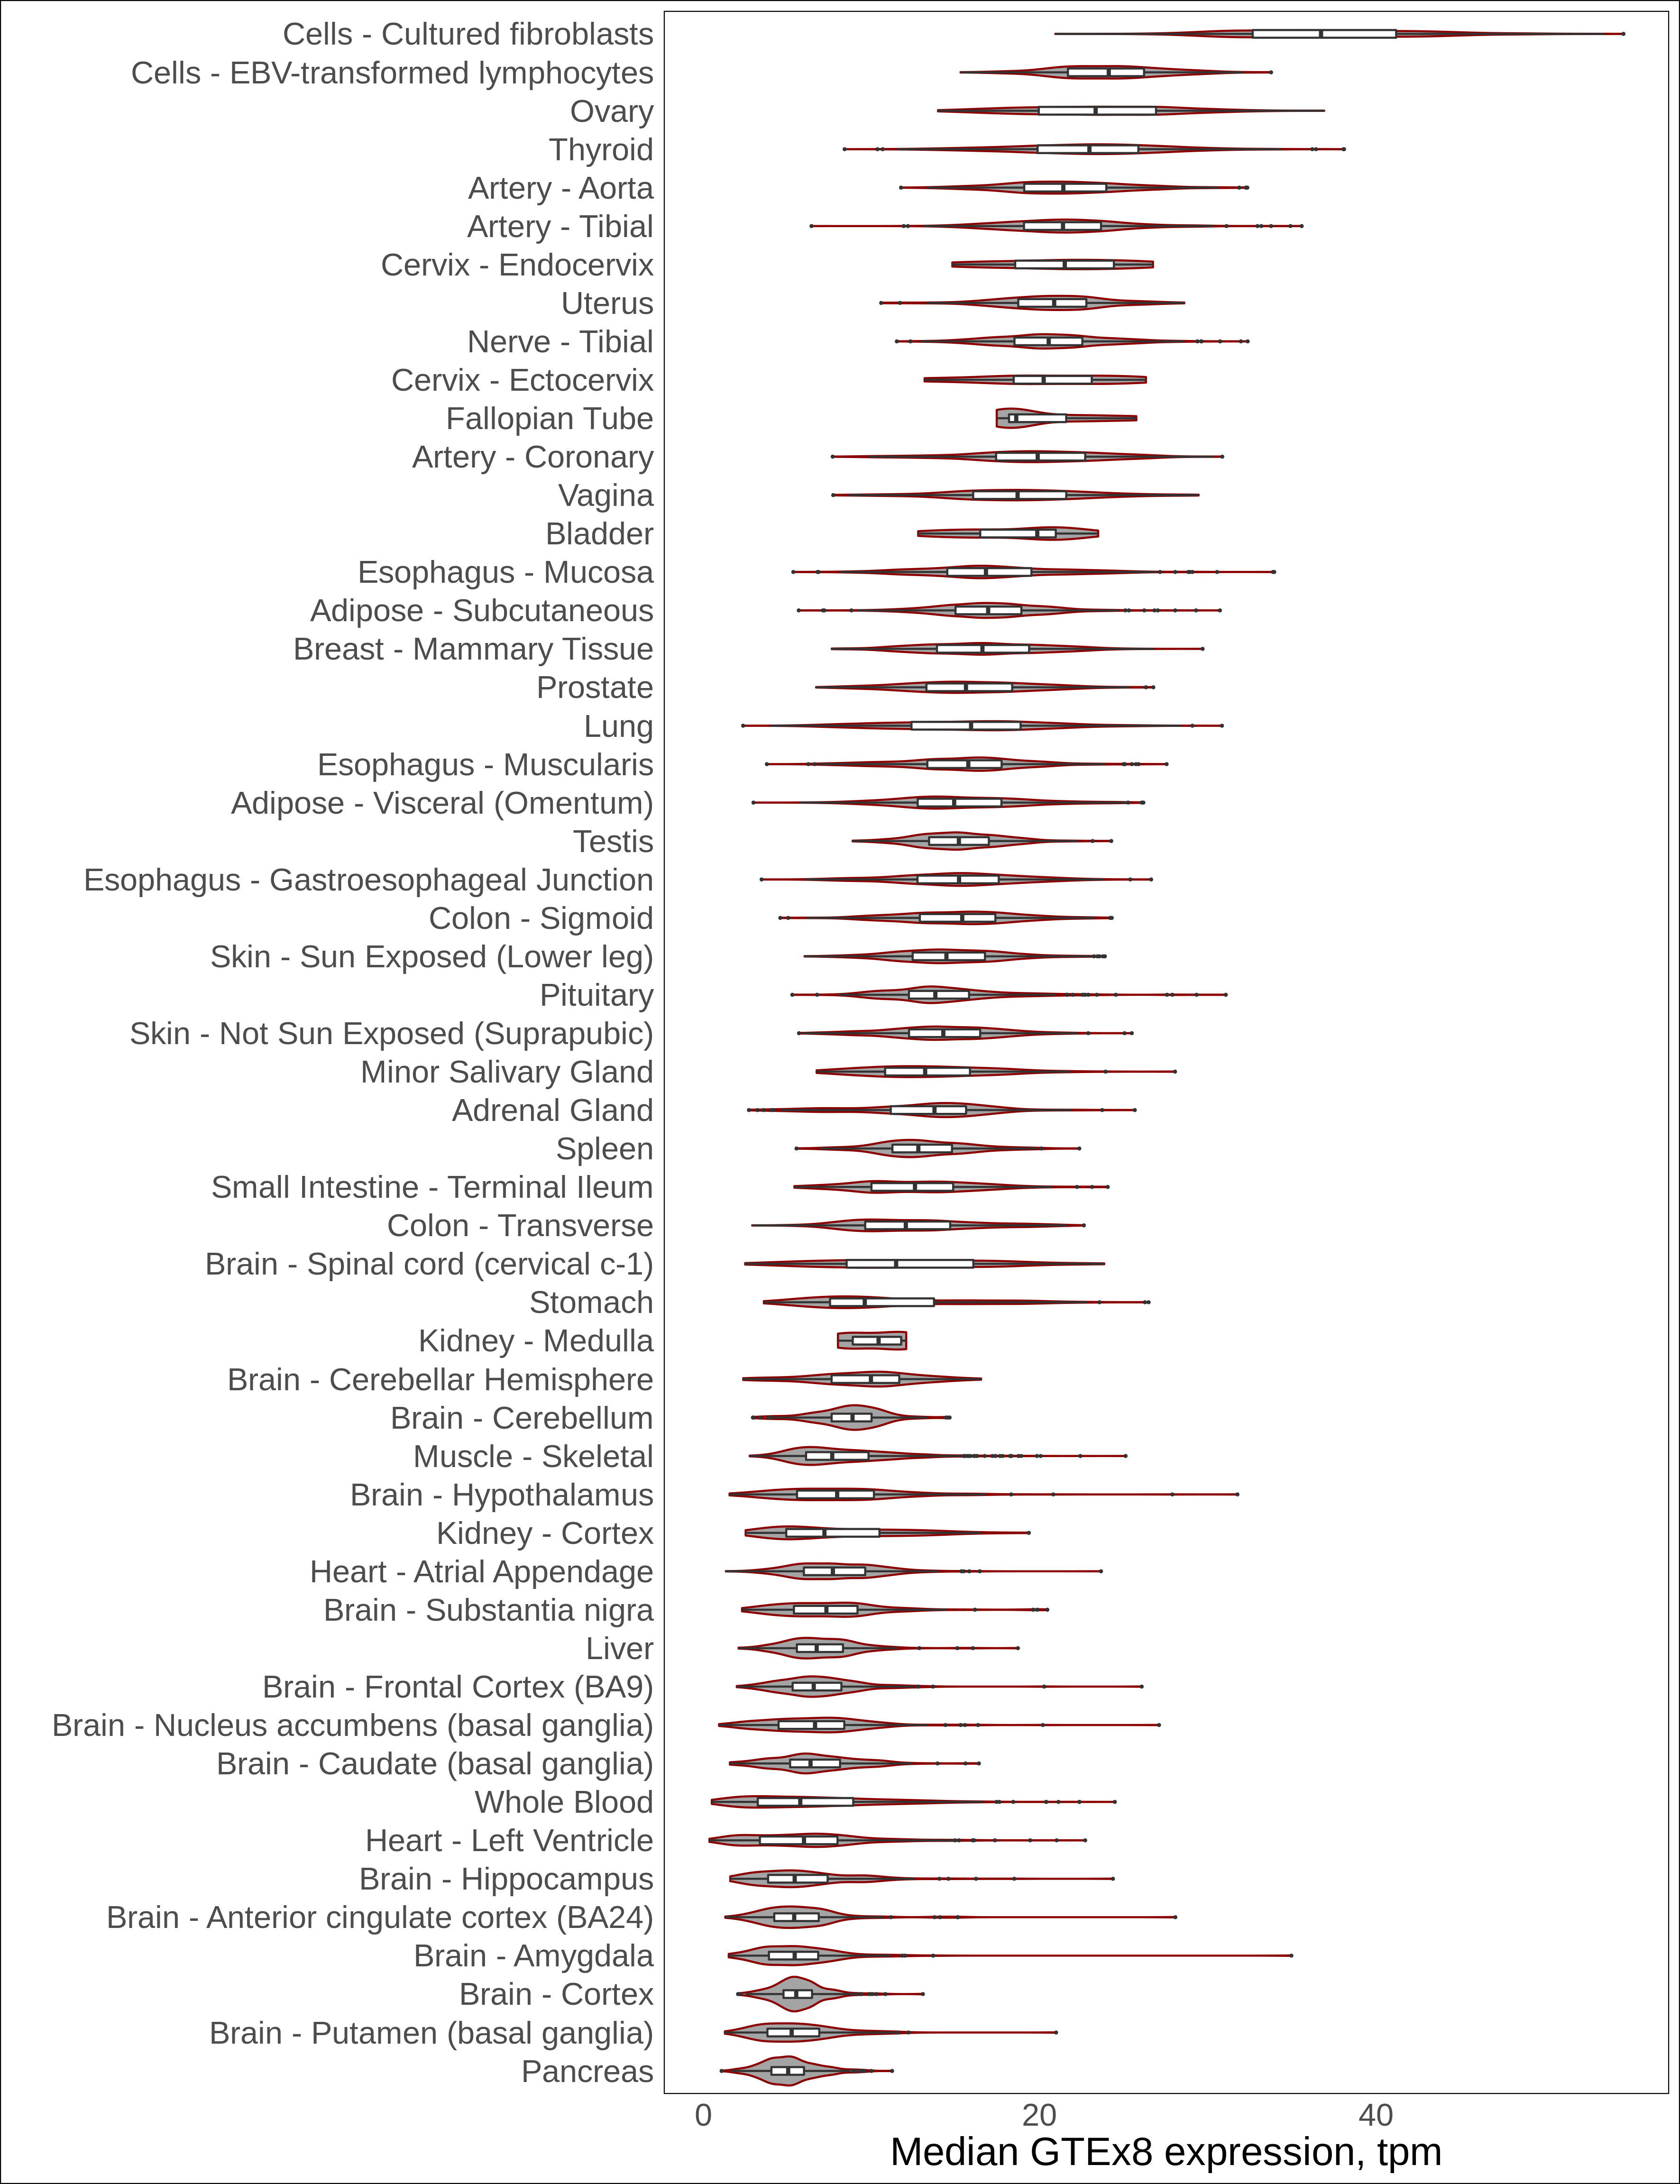 Cells - Cultured fibroblasts
Cells - EBV-transformed lymphocytes
Ovary
Thyroid
Artery - Aorta
Artery - Tibial
Cervix - Endocervix
Uterus
Nerve - Tibial
Cervix - Ectocervix
Fallopian Tube
Artery - Coronary
Vagina
Bladder
Esophagus - Mucosa
Adipose - Subcutaneous
Breast - Mammary Tissue
Prostate
Lung
Esophagus - Muscularis
Adipose - Visceral (Omentum)
Testis
Esophagus - Gastroesophageal Junction
Colon - Sigmoid
Skin - Sun Exposed (Lower leg)
Pituitary
Skin - Not Sun Exposed (Suprapubic)
Minor Salivary Gland
Adrenal Gland
Spleen
Small Intestine - Terminal Ileum
Colon - Transverse
Brain - Spinal cord (cervical c-1)
Stomach
Kidney - Medulla
Brain - Cerebellar Hemisphere
Brain - Cerebellum
Muscle - Skeletal
Brain - Hypothalamus
Kidney - Cortex
Heart - Atrial Appendage
Brain - Substantia nigra
Liver
Brain - Frontal Cortex (BA9)
Brain - Nucleus accumbens (basal ganglia)
Brain - Caudate (basal ganglia)
Whole Blood
Heart - Left Ventricle
Brain - Hippocampus
Brain - Anterior cingulate cortex (BA24)
Brain - Amygdala
Brain - Cortex
Brain - Putamen (basal ganglia)
Pancreas
0 20 40
Median GTEx8 expression, tpm